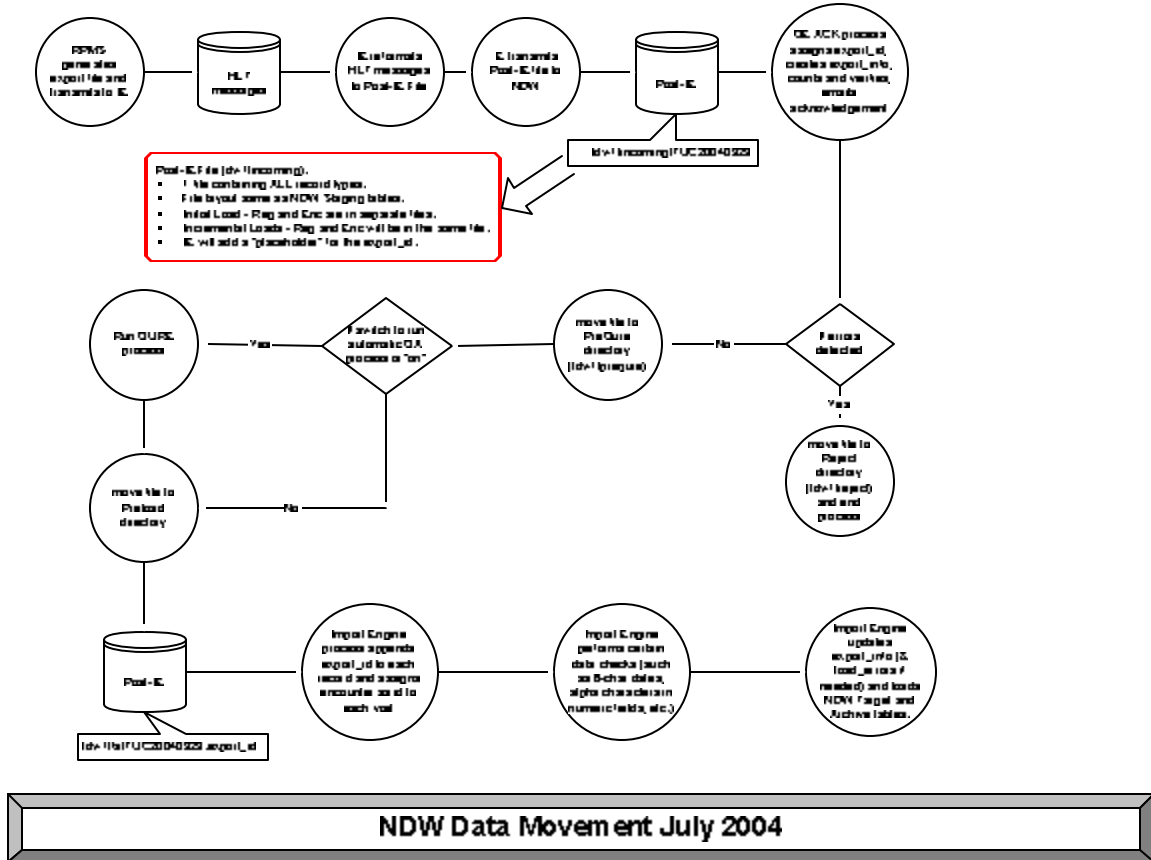 RPMS
generates
export file and
transmits to IE.
HL7
messages
IE reformats
HL7 messages
to Post-IE File
IE transmits
Post-IE file to
NDW
Post-IE
GE ACK process
assigns export_id,
creates export_info,
counts and verifies,
emails
acknowledgement
20040929
Post-IE File
1 file containing ALL record types.
File layout same as NDW Staging tables.
Initial Load - Reg and Enc are in separate files.
Incremental Loads - Reg and Enc will be in the same file.
IE will add a "placeholder" for the export_id.
Run
process
Yes
If switch to run
automatic QA
process is "on"
move file to
directory
No
If errors
detected
Yes
move file to
Reject
directory
and end
process
move file to
Preload
directory
No
Post-IE
20040929.export_id
Import Engine
process appends
export_id to each
record and assigns
encounter to
each visit
Import Engine
performs certain
data checks (such
as 8-char dates,
alpha characters in
numeric fields, etc.)
Import Engine
updates
export_info (&
load_errors if
needed) and loads
NDW Target and
Archive tables.
NDW Data Movement July 2004